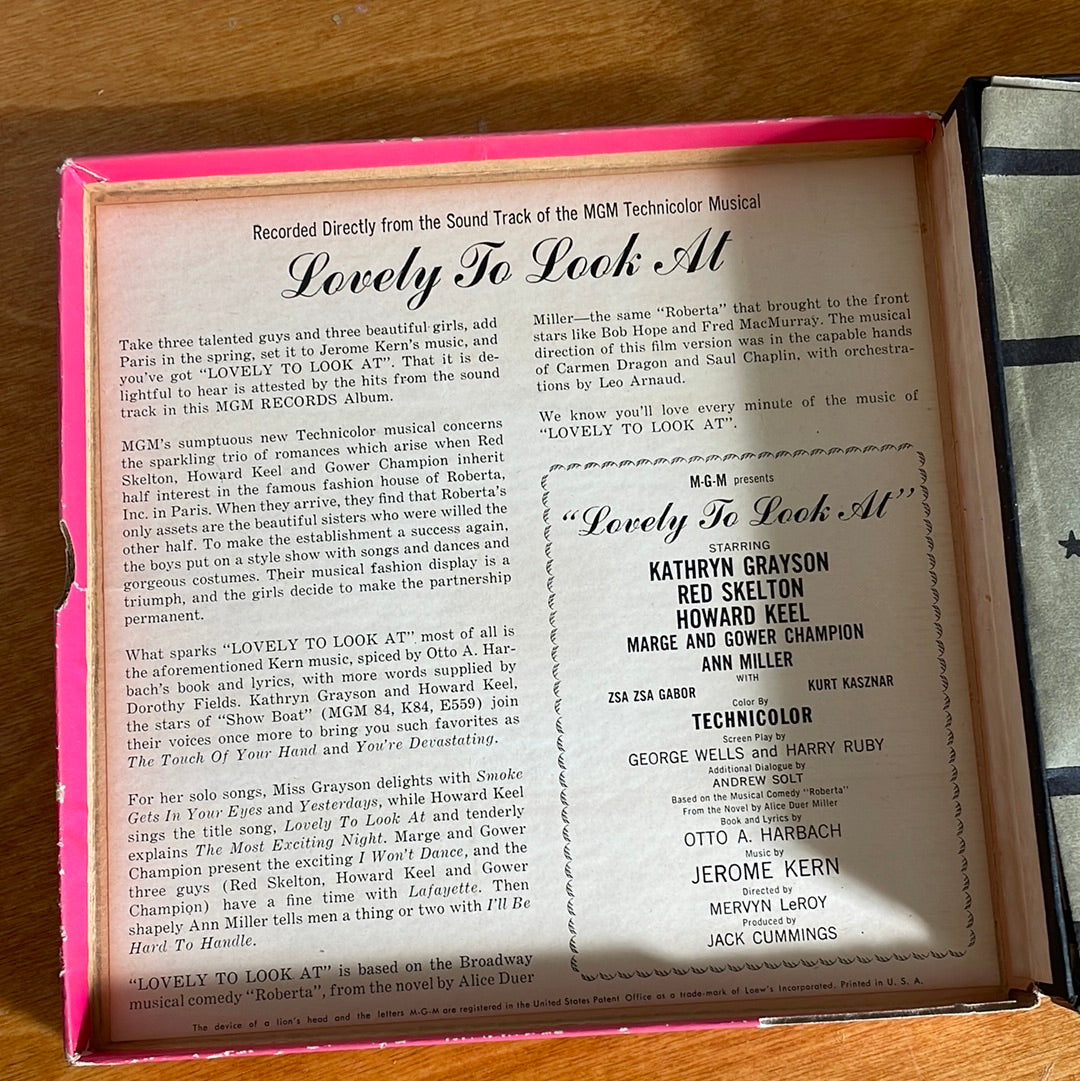 Recorded Directly from the Sound Track of the MGM Technicolor Musical
Lovely To Look At
Take three talented guys and three beautiful girls, add
Paris in the spring, set it to Jerome Kern's music, and
you've got "LOVELY TO LOOK AT". That it is de-
lightful to hear is attested by the hits from the sound
track in this MGM RECORDS Album.
MGM's sumptuous new Technicolor musical concerns
the sparkling trio of romances which arise when Red
Skelton, Howard Keel and Gower Champion inherit
half interest in the famous fashion house of Roberta,
Inc. in Paris. When they arrive, they find that Roberta's
only assets are the beautiful sisters who were willed the
other half. To make the establishment a success again,
the boys put on a style show with songs and dances and
gorgeous costumes. Their musical fashion display is a
triumph, and the girls decide to make the partnership
permanent.
What sparks "LOVELY TO LOOK AT" most of all is
the aforementioned Kern music, spiced by Otto A. Har-
bach's book and lyrics, with more words supplied by
Dorothy Fields. Kathryn Grayson and Howard Keel,
the stars of "Show Boat" (MGM 84, K84, E559) join
their voices once more to bring you such favorites as
The Touch Of Your Hand and You're Devastating.
For her solo songs, Miss Grayson delights with Smoke
Gets In Your Eyes and Yesterdays, while Howard Keel
sings the title song, Lovely To Look At and tenderly
explains The Most Exciting Night. Marge and Gower
Champion present the exciting I Won't Dance, and the
three guys (Red Skelton, Howard Keel and Gower
Champion) have a fine time with Lafayette. Then
shapely Ann Miller tells men a thing or two with I'll Be
Hard To Handle.
"LOVELY TO LOOK AT" is based on the Broadway
musical comedy "Roberta", from the novel by Alice Duer
Miller—the same "Roberta" that brought to the front
stars like Bob Hope and Fred MacMurray. The musical
direction of this film version was in the capable hands
of Carmen Dragon and Saul Chaplin, with orchestra-
tions by Leo Arnaud.
We know you'll love every minute of the music of
"LOVELY TO LOOK AT".
M-G-M presents
"Lovely To Look At"
STARRING
KATHRYN GRAYSON
RED SKELTON
HOWARD KEEL
MARGE AND GOWER CHAMPION
ANN MILLER
WITH
ZSA ZSA GABOR KURT KASZNAR
Color By
TECHNICOLOR
Screen Play by
GEORGE WELLS and HARRY RUBY
Additional Dialogue by
ANDREW SOLT
Based on the Musical Comedy "Roberta"
From the Novel by Alice Duer Miller
Book and Lyrics by
OTTO A. HARBACH
Music by
JEROME KERN
Directed by
MERVYN LeROY
Produced by
JACK CUMMINGS
The device of a lion's head and the letters M-G-M are registered in the United States Patent Office as a trade-mark of Loew's Incorporated. Printed in U. S. A.